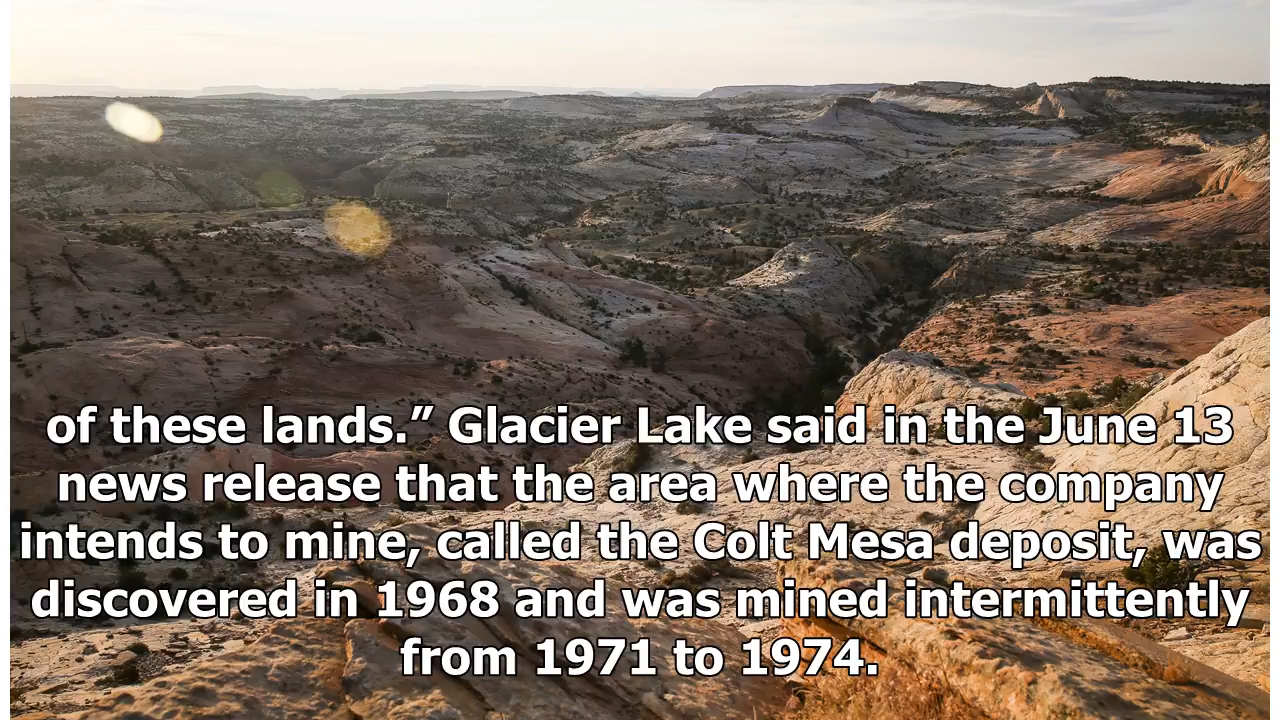 of these lands.” Glacier Lake said in the June 13
news release that the area where the company
intends to mine, called the Colt Mesa deposit, was
discovered in 1968 and was mined intermittently
from 1971 to 1974.